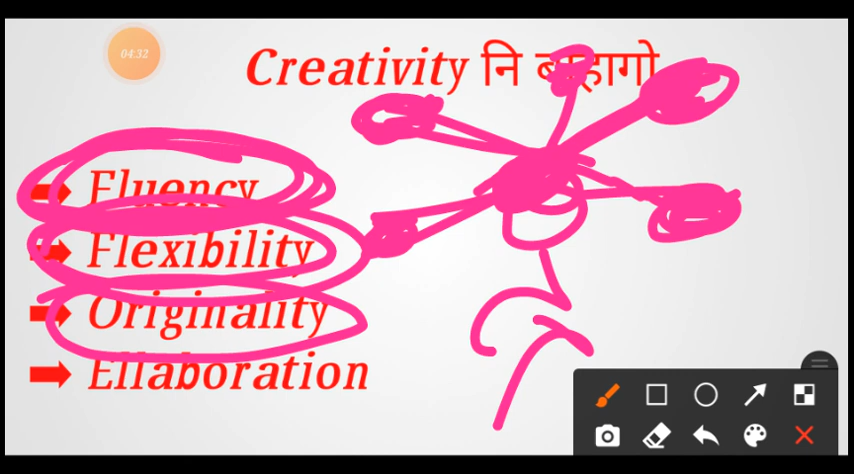 04:32
Creativity नि बाहागो
Fluency
Flexibility
Originality
Ellaboration